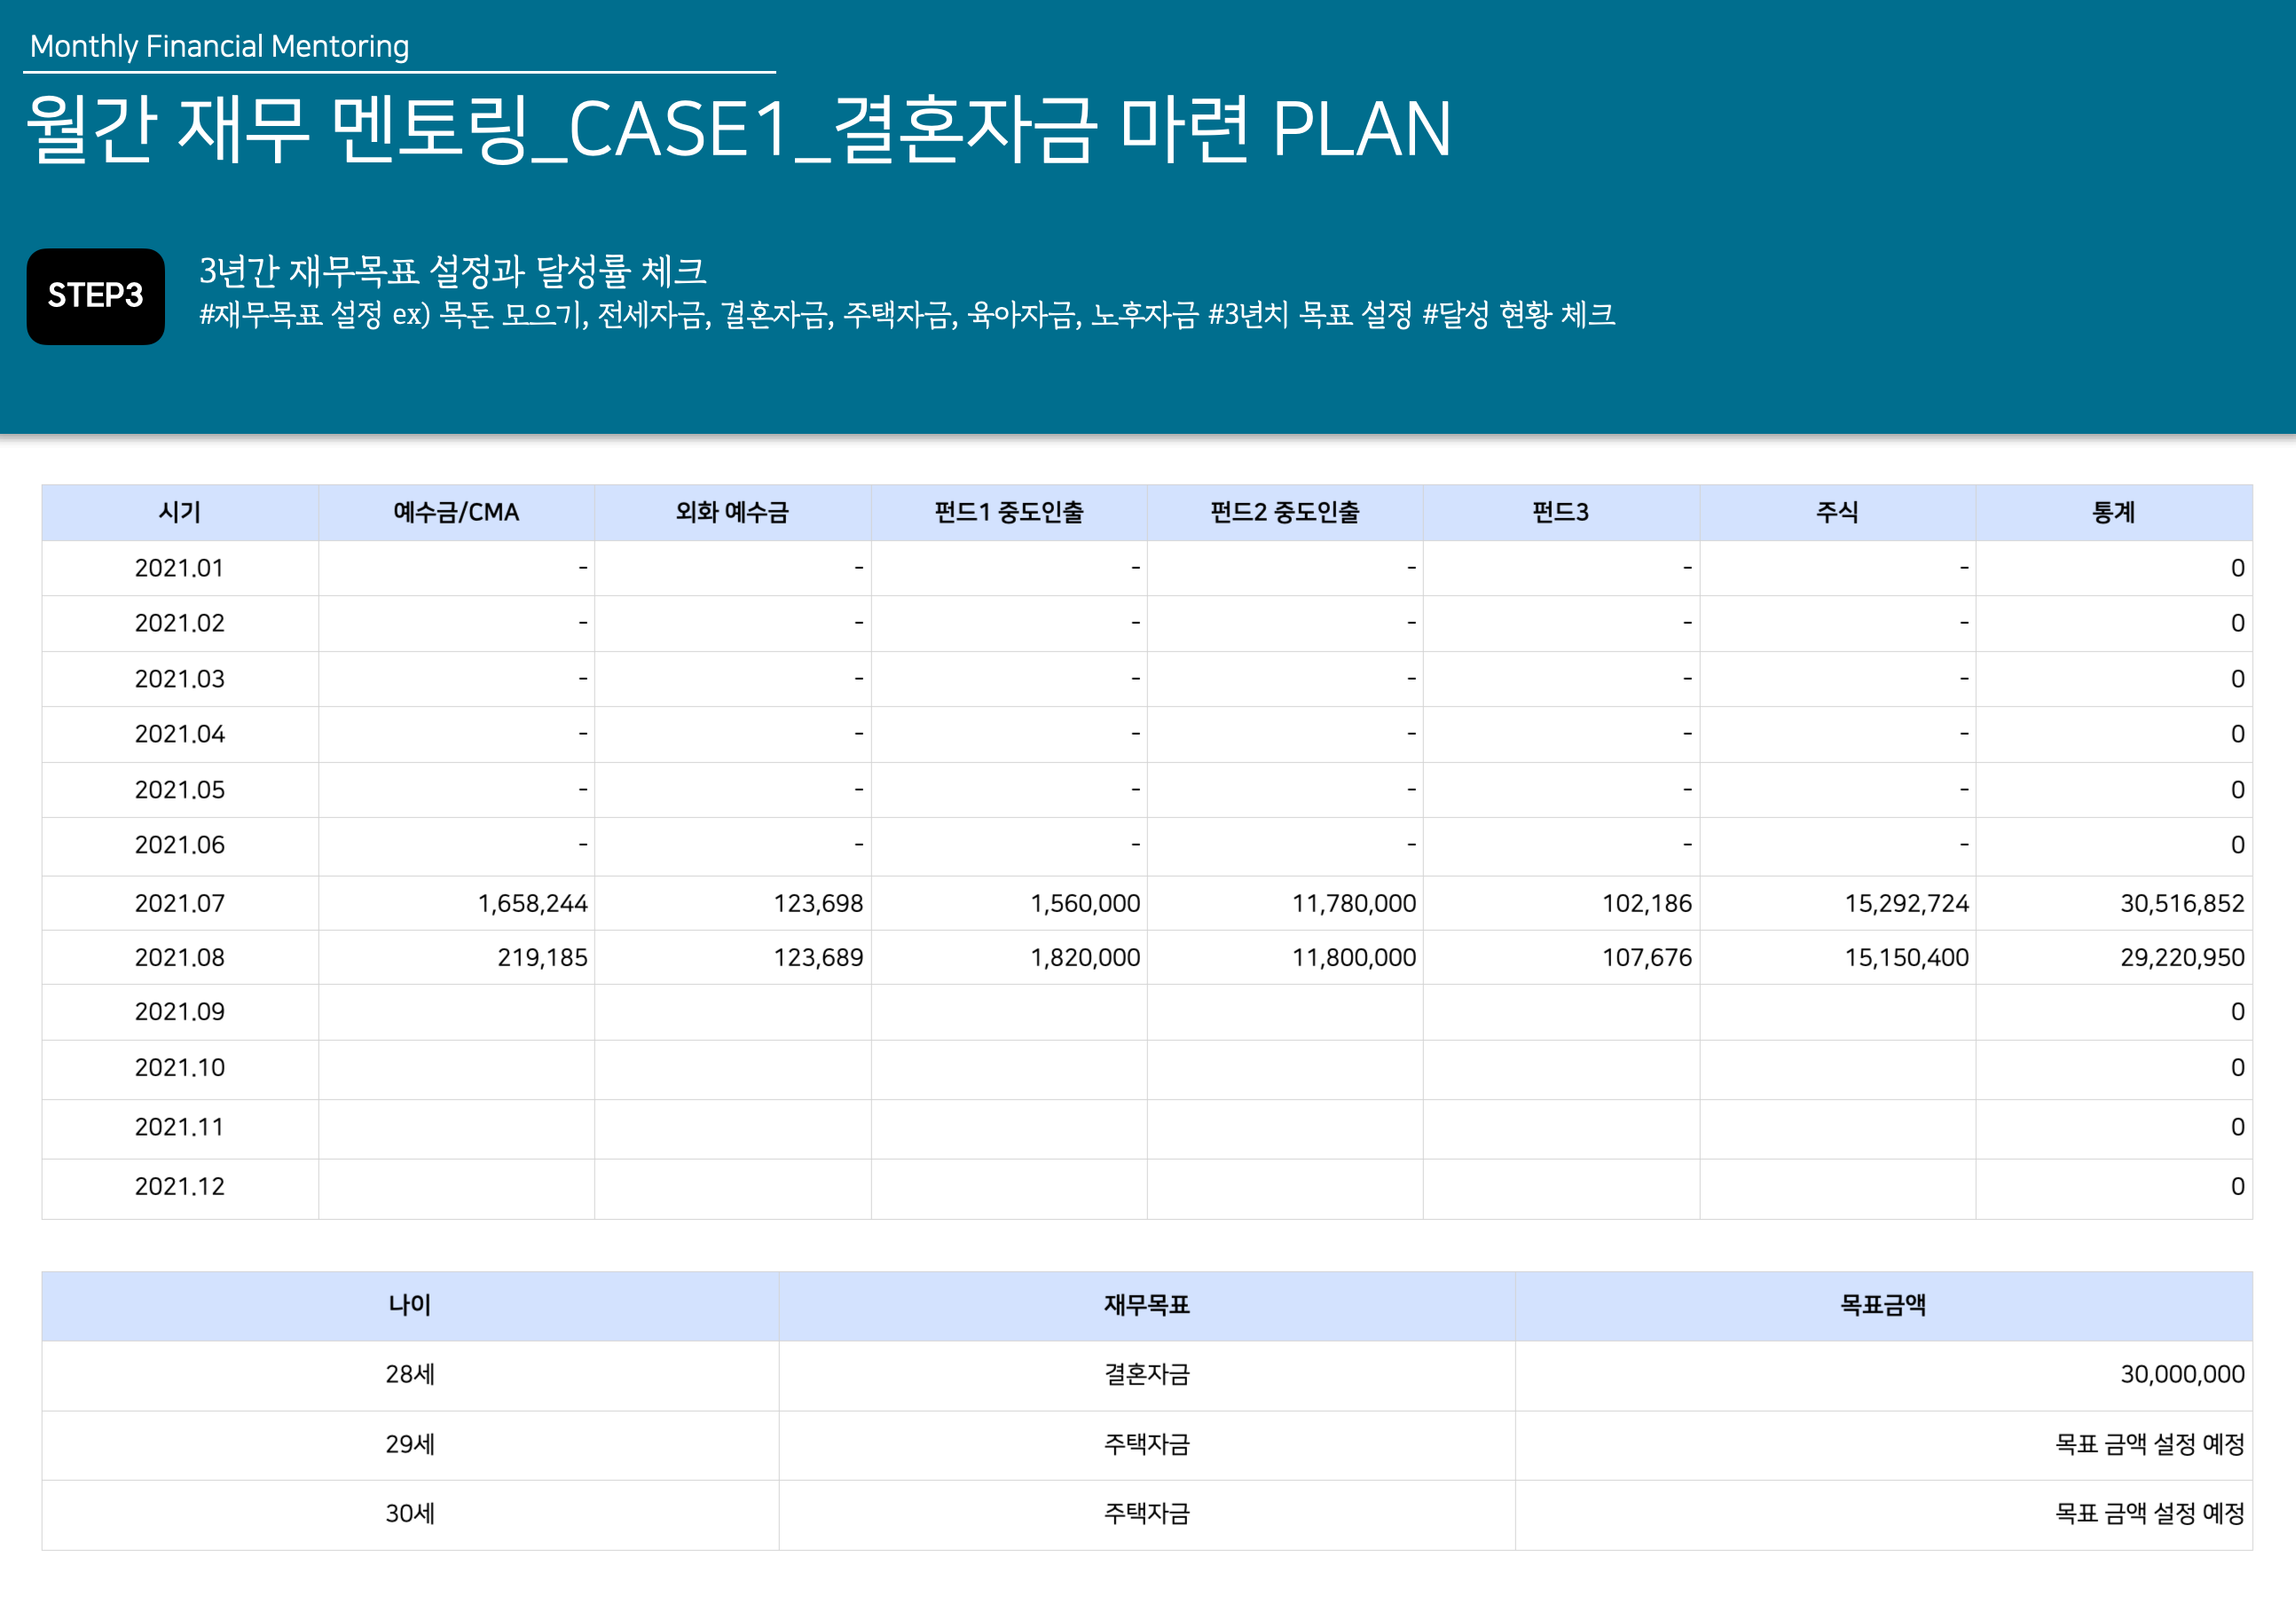 Monthly Financial Mentoring
월간 재무 멘토링_CASE1_결혼자금 마련 PLAN
STEP3
3년간 재무목표 설정과 달성률 체크
#재무목표 설정 ex) 목돈 모으기, 전세자금, 결혼자금, 주택자금, 육아자금, 노후자금 #3년치 목표 설정 #달성 현황 체크
시기 예수금/CMA 외화 예수금 펀드1 중도인출 펀드2 중도인출 펀드3 주식 통계
2021.01 - - - - - - 0
2021.02 - - - - - - 0
2021.03 - - - - - - 0
2021.04 - - - - - - 0
2021.05 - - - - - - 0
2021.06 - - - - - - 0
2021.07 1,658,244 123,698 1,560,000 11,780,000 102,186 15,292,724 30,516,852
2021.08 219,185 123,689 1,820,000 11,800,000 107,676 15,150,400 29,220,950
2021.09 0
2021.10 0
2021.11 0
2021.12 0
나이 재무목표 목표금액
28세 결혼자금 30,000,000
29세 주택자금 목표 금액 설정 예정
30세 주택자금 목표 금액 설정 예정